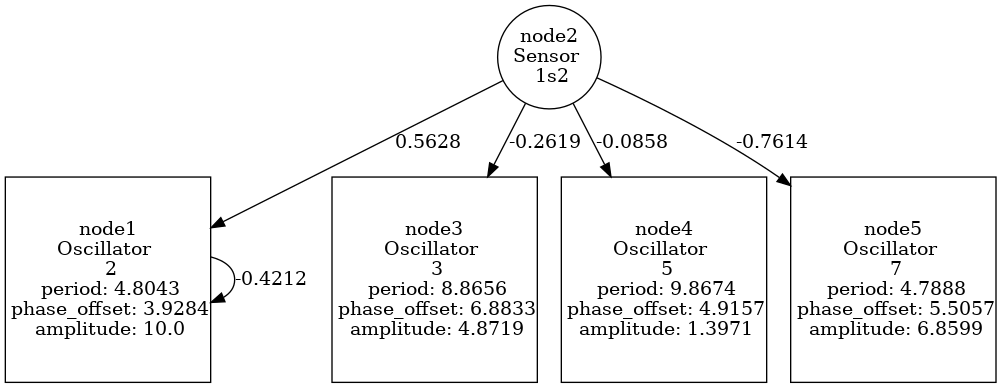 node2
Sensor
1s2
0.5628
-0.2619
-0.0858
-0.7614
node1
Oscillator
2
period: 4.8043
phase_offset: 3.9284
amplitude: 10.0
-0.4212
node3
Oscillator
3
period: 8.8656
phase_offset: 6.8833
amplitude: 4.8719
node4
Oscillator
5
period: 9.8674
phase_offset: 4.9157
amplitude: 1.3971
node5
Oscillator
7
period: 4.7888
phase_offset: 5.5057
amplitude: 6.8599